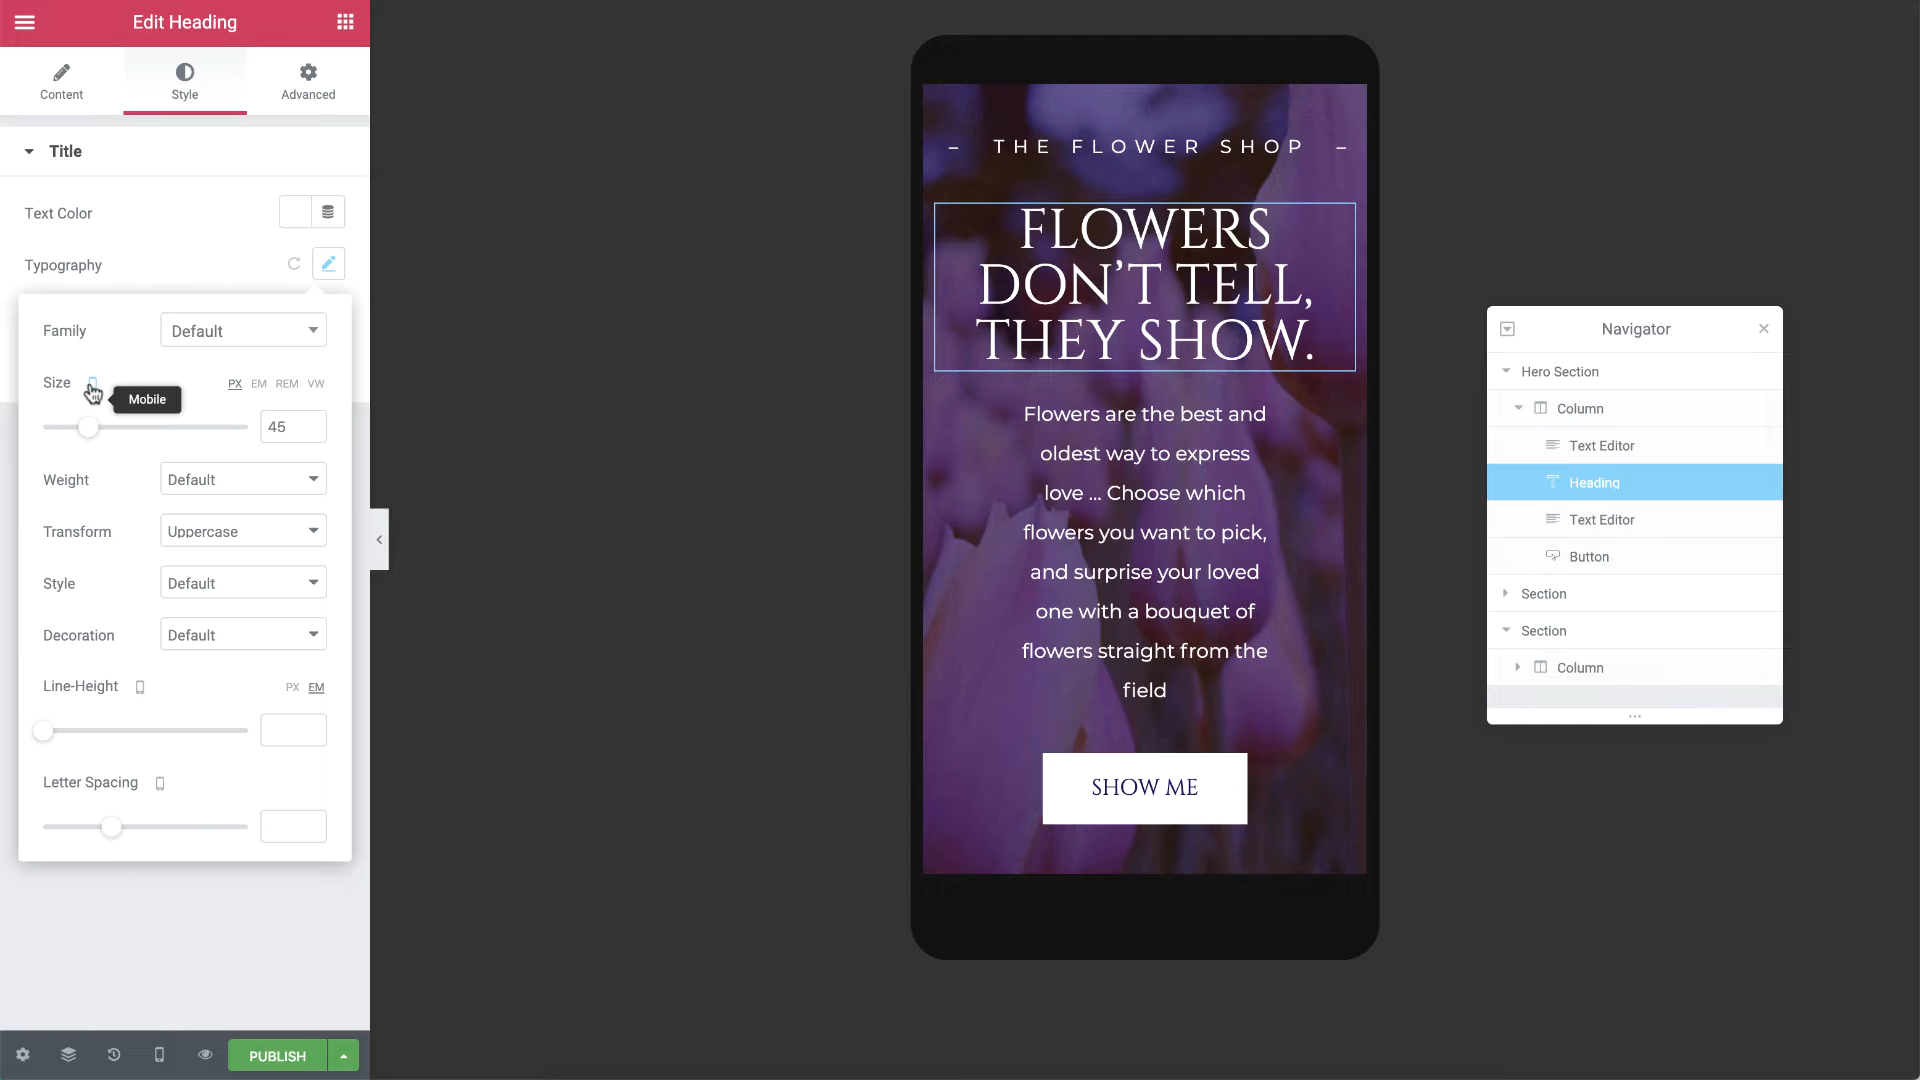 Edit Heading
Content
Style
Advanced
Title
Text Color
Typography
Family
Default
Size
PX EM REM VW
Mobile
45
Weight
Default
Transform
Uppercase
Style
Default
Decoration
Default
Line-Height
PX EM
Letter Spacing
PUBLISH
– THE FLOWER SHOP –
FLOWERS
DON’T TELL,
THEY SHOW.
Flowers are the best and
oldest way to express
love ... Choose which
flowers you want to pick,
and surprise your loved
one with a bouquet of
flowers straight from the
field
SHOW ME
Navigator
Hero Section
Column
Text Editor
Heading
Text Editor
Button
Section
Section
Column